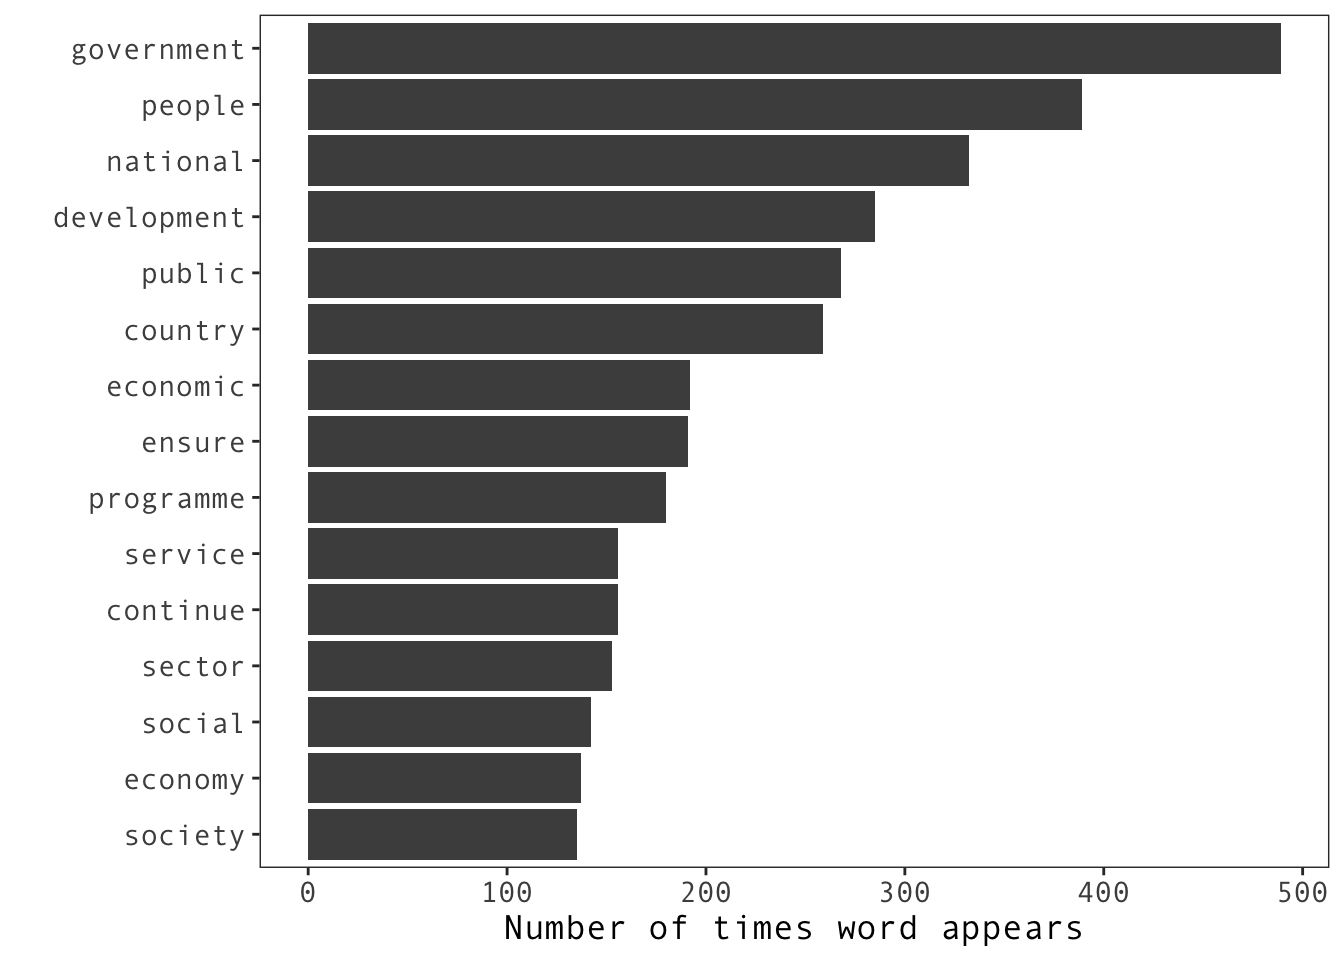 government
people
national
development
public
country
economic
ensure
programme
service
continue
sector
social
economy
society
0 100 200 300 400 500
Number of times word appears